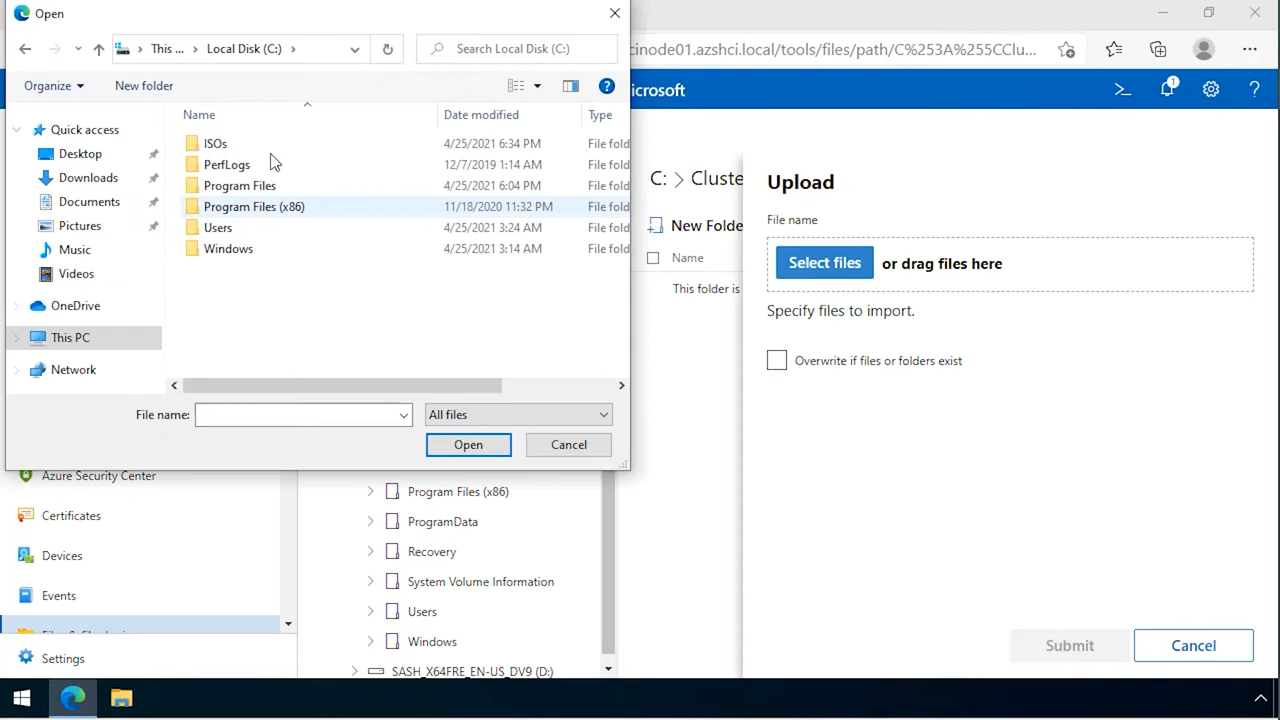 Open
This ... Local Disk (C:)
Search Local Disk (C:)
Organize
New folder
Name
Date modified
Type
Quick access
Desktop
Downloads
Documents
Pictures
Music
Videos
OneDrive
This PC
Network
ISOs 4/25/2021 6:34 PM File fold
PerfLogs 12/7/2019 1:14 AM File fold
Program Files 4/25/2021 6:04 PM File fold
Program Files (x86) 11/18/2020 11:32 PM File fold
Users 4/25/2021 3:24 AM File fold
Windows 4/25/2021 3:14 AM File fold
File name:
All files
Open
Cancel
cinode01.azshci.local/tools/files/path/C%253A%255CClu...
icrosoft
1
C: > Cluste
New Folde
Name
This folder is
Upload
File name
Select files or drag files here
Specify files to import.
Overwrite if files or folders exist
Submit
Cancel
Azure Security Center
Certificates
Devices
Events
Settings
Program Files (x86)
ProgramData
Recovery
System Volume Information
Users
Windows
SASH_X64FRE_EN-US_DV9 (D:)